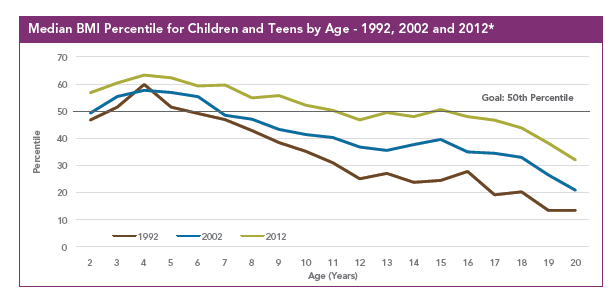 Median BMI Percentile for Children and Teens by Age - 1992, 2002 and 2012*
70
60
Goal: 50th Percentile
50
40
30
20
10
0
Percentile
1992 2002 2012
2 3 4 5 6 7 8 9 10 11 12 13 14 15 16 17 18 19 20
Age (Years)